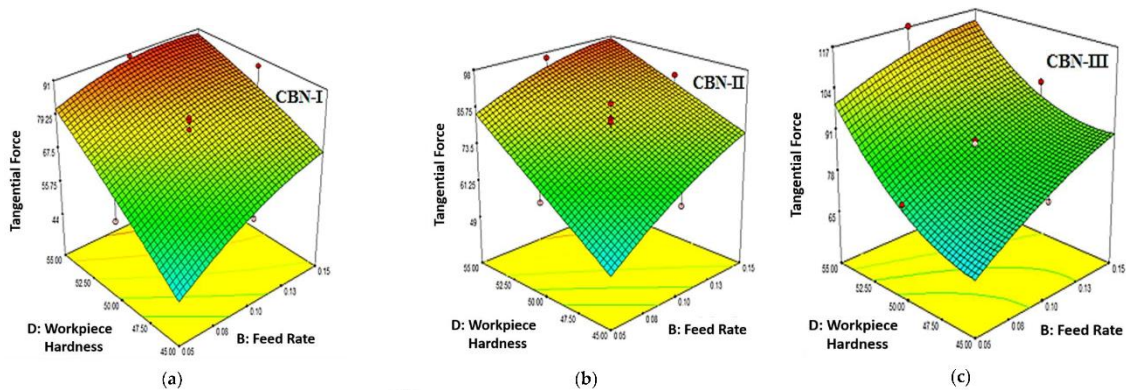 91
79.25
67.5
55.75
44
Tangential Force
CBN-I
55.00
52.50
50.00
47.50
45.00
0.05
0.08
0.10
0.13
0.15
D: Workpiece
Hardness
B: Feed Rate
(a)
98
85.75
73.5
61.25
49
Tangential Force
CBN-II
55.00
52.50
50.00
47.50
45.00
0.05
0.08
0.10
0.13
0.15
D: Workpiece
Hardness
B: Feed Rate
(b)
117
104
91
78
65
Tangential Force
CBN-III
55.00
52.50
50.00
47.50
45.00
0.05
0.08
0.10
0.13
0.15
D: Workpiece
Hardness
B: Feed Rate
(c)